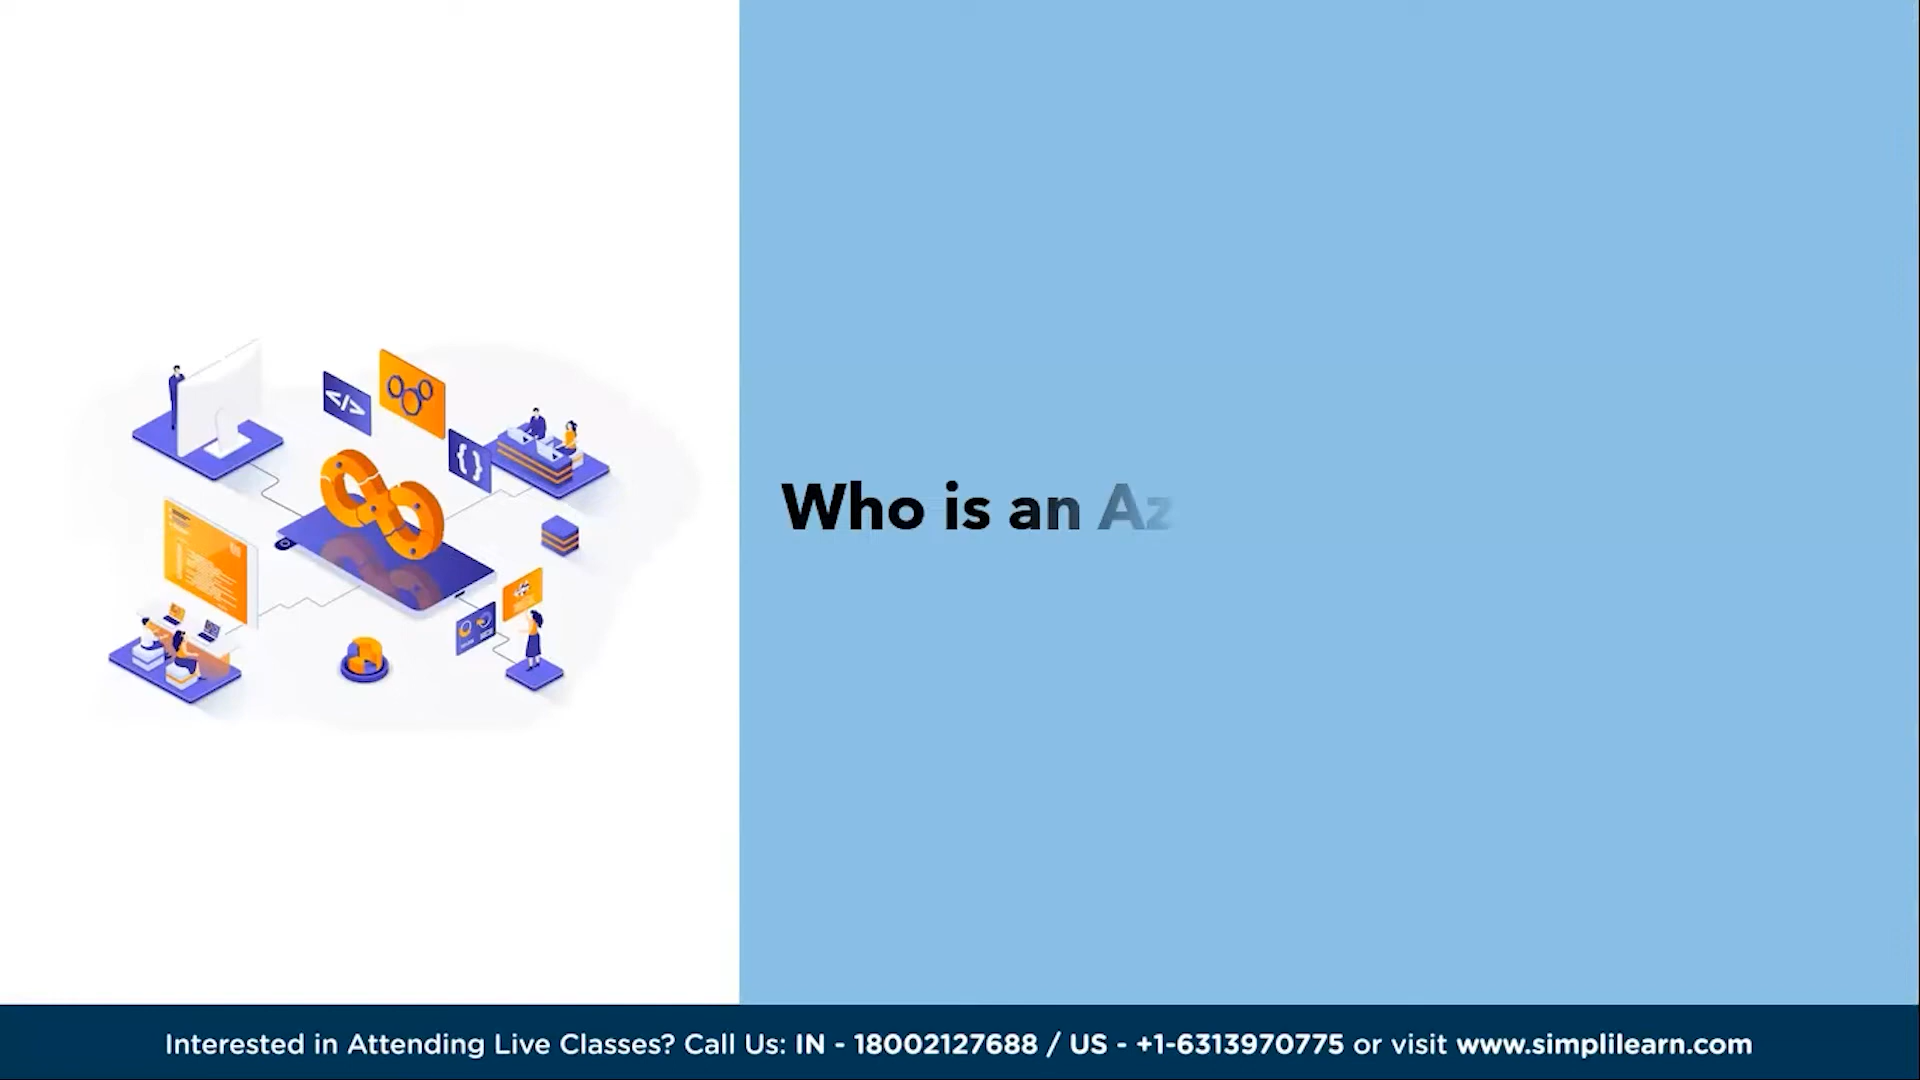 </>
{ }
Who is an Az
Interested in Attending Live Classes? Call Us: IN - 18002127688 / US - +1-6313970775 or visit www.simplilearn.com